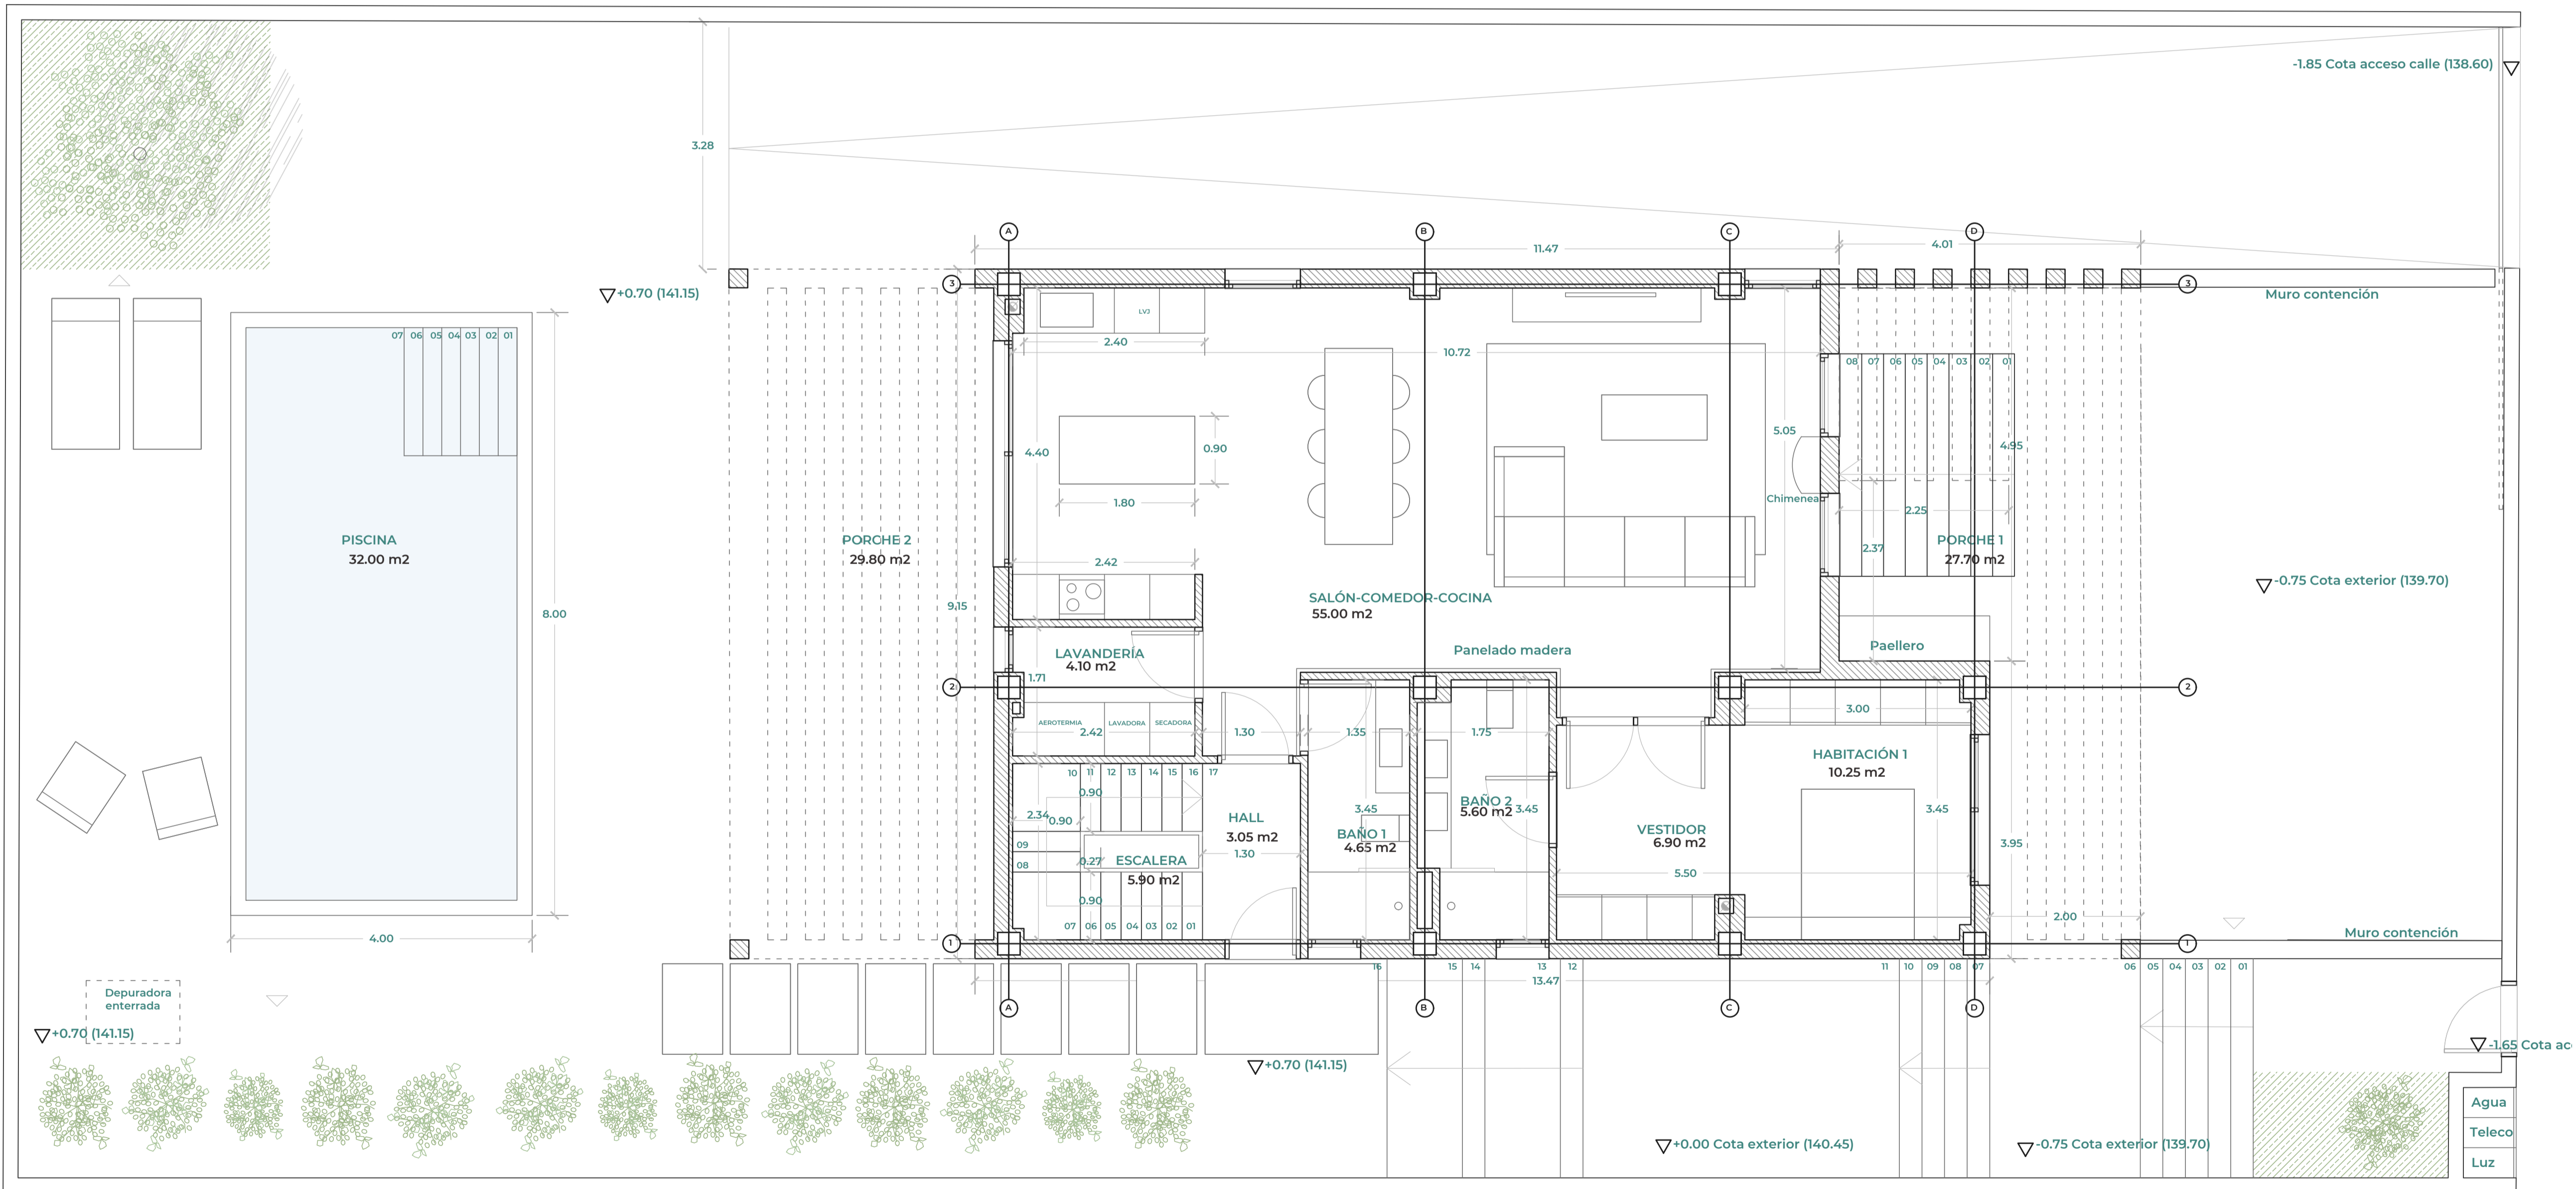 -1.85 Cota acceso calle (138.60)
3.28
A
B
C
D
11.47
4.01
3
3
+0.70 (141.15)
Muro contención
LVJ
2.40
10.72
07 06 05 04 03 02 01
08 07 06 05 04 03 02 01
4.40
0.90
5.05
4.95
1.80
Chimenea
2.25
PISCINA
32.00 m2
PORCHE 2
29.80 m2
2.42
2.37
PORCHE 1
27.70 m2
-0.75 Cota exterior (139.70)
8.00
9.15
SALÓN-COMEDOR-COCINA
55.00 m2
LAVANDERÍA
4.10 m2
Panelado madera
Paellero
1.71
2
2
AEROTERMIA
LAVADORA
SECADORA
2.42
1.30
1.35
1.75
3.00
10 11 12 13 14 15 16 17
HABITACIÓN 1
10.25 m2
0.90
2.34
0.90
HALL
3.05 m2
1.30
3.45
BAÑO 1
4.65 m2
BAÑO 2
5.60 m2
3.45
VESTIDOR
6.90 m2
3.45
3.95
09
08
0.27
ESCALERA
5.90 m2
5.50
0.90
07 06 05 04 03 02 01
2.00
4.00
1
1
Muro contención
16 15 14 13 12 11 10 09 08 07 06 05 04 03 02 01
13.47
A
B
C
D
Depuradora
enterrada
+0.70 (141.15)
+0.70 (141.15)
-1.65 Cota ac
+0.00 Cota exterior (140.45)
-0.75 Cota exterior (139.70)
Agua
Teleco
Luz